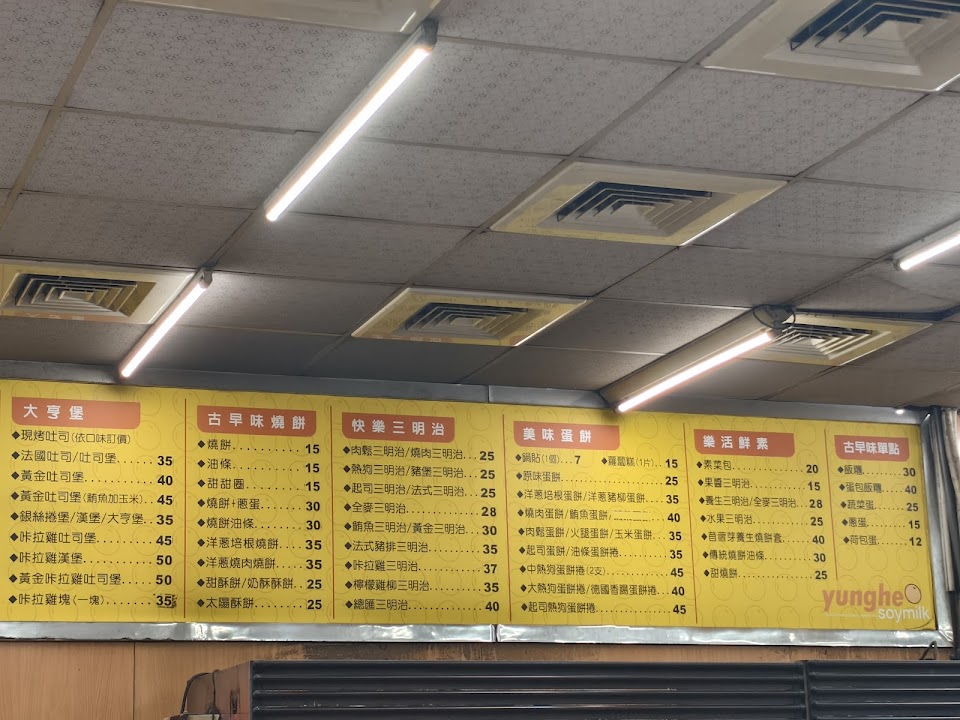 大亨堡
◆現烤吐司(依口味訂價)
◆法國吐司/吐司堡......35
◆黃金吐司堡......40
◆黃金吐司堡(鮪魚加玉米)..45
◆銀絲捲堡/漢堡/大亨堡..35
◆咔拉雞吐司堡......45
◆咔拉雞漢堡......50
◆黃金咔拉雞吐司堡......50
◆咔拉雞塊(一塊)......35
古早味燒餅
◆燒餅......15
◆油條......15
◆甜甜圈......15
◆燒餅+蔥蛋......30
◆燒餅油條......30
◆洋蔥培根燒餅......35
◆洋蔥燒肉燒餅......35
◆甜酥餅/奶酥酥餅......25
◆太陽酥餅......25
快樂三明治
◆肉鬆三明治/燒肉三明治...25
◆熱狗三明治/豬堡三明治...25
◆起司三明治/法式三明治...25
◆全麥三明治......28
◆鮪魚三明治/黃金三明治...30
◆法式豬排三明治......35
◆咔拉雞三明治......37
◆檸檬雞柳三明治......35
◆總匯三明治......40
美味蛋餅
◆鍋貼(1個)...7 ◆蘿蔔糕(1片)..15
◆原味蛋餅......25
◆洋蔥培根蛋餅/洋蔥豬柳蛋餅...35
◆燒肉蛋餅/鮪魚蛋餅/......40
◆肉鬆蛋餅/火腿蛋餅/玉米蛋餅...35
◆起司蛋餅/油條蛋餅捲......35
◆中熱狗蛋餅捲(2支)......45
◆大熱狗蛋餅捲/德國香腸蛋餅捲...40
◆起司熱狗蛋餅捲......45
樂活鮮素
◆素菜包......20
◆果醬三明治......15
◆養生三明治/全麥三明治...28
◆水果三明治......25
◆苜蓿芽養生燒餅套......40
◆傳統燒餅油條......30
◆甜燒餅......25
古早味單點
◆飯糰......30
◆蛋包飯糰......40
◆蔬菜蛋......25
◆蔥蛋......15
◆荷包蛋......12
yunghe
soymilk